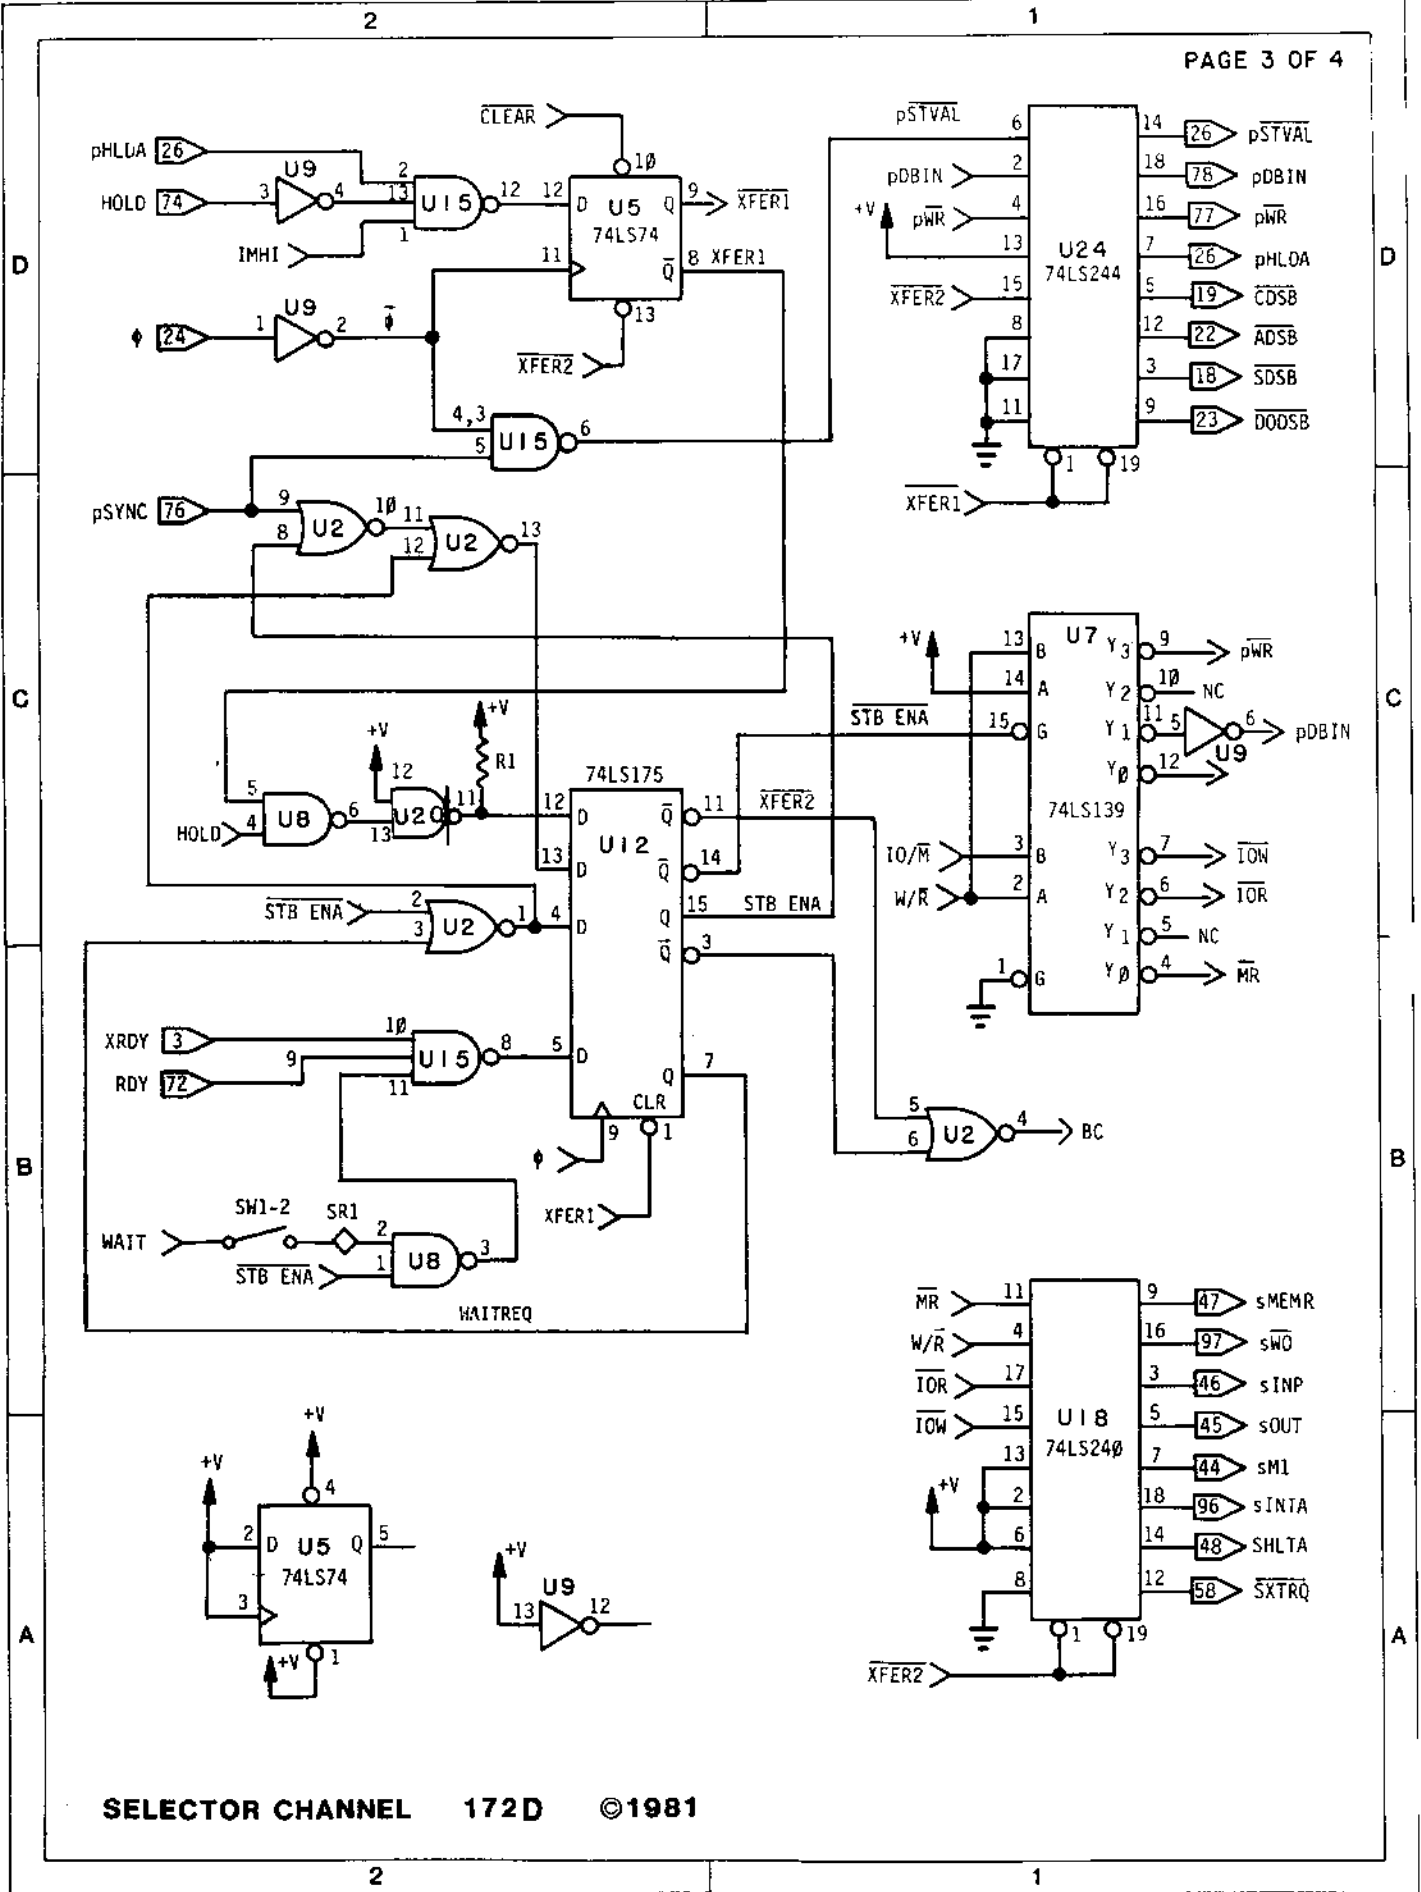 2
1
PAGE 3 OF 4
D
C
B
A
D
C
B
A
CLEAR
pHLDA 26
HOLD 74
3 U9 4
IMHI
2
13
1
U15
12
12 D U5 Q 9 XFER1
74LS74
10
11
Q 8 XFER1
13
XFER2
ϕ 24
1 U9 2
ϕ
4,3
5
U15
6
pSYNC 76
9
8
U2
10
11
12
U2
13
pSTVAL
pDBIN
pWR
+V
XFER2
6
2
4
13
15
8
17
11
U24
74LS244
14 26 pSTVAL
18 78 pDBIN
16 77 pWR
7 26 pHLDA
5 19 CDSB
12 22 ADSB
3 18 SDSB
9 23 DODSB
1
19
XFER1
+V
13 B U7 Y3 9 pWR
14 A Y2 10 NC
STB ENA
15 G Y1 11 5 U9 6 pDBIN
Y0 12
74LS139
IO/M 3 B Y3 7 IOW
W/R 2 A Y2 6 IOR
Y1 5 NC
1 G Y0 4 MR
+V
+V
R1
5
HOLD 4
U8
6
12
13
U20
11
74LS175
U12
12 D Q 11 XFER2
13 D Q 14
Q 15 STB ENA
STB ENA 2
3
U2
1
4 D Q 3
XRDY 3
RDY 72
10
9
11
U15
8
5 D Q 7
CLR
9
1
ϕ
XFER1
5
6
U2
4
BC
WAIT
SW1-2
SR1
2
STB ENA 1
U8
3
WAITREQ
MR 11
W/R 4
IOR 17
IOW 15
13
2
6
8
+V
U18
74LS240
9 47 sMEMR
16 97 sWO
3 46 sINP
5 45 sOUT
7 44 sM1
18 96 sINTA
14 48 SHLTA
12 58 SXTRQ
1
19
XFER2
+V
+V
4
2 D U5 Q 5
74LS74
3
1
+V
+V
13 U9 12
SELECTOR CHANNEL 172D ©1981
2
1